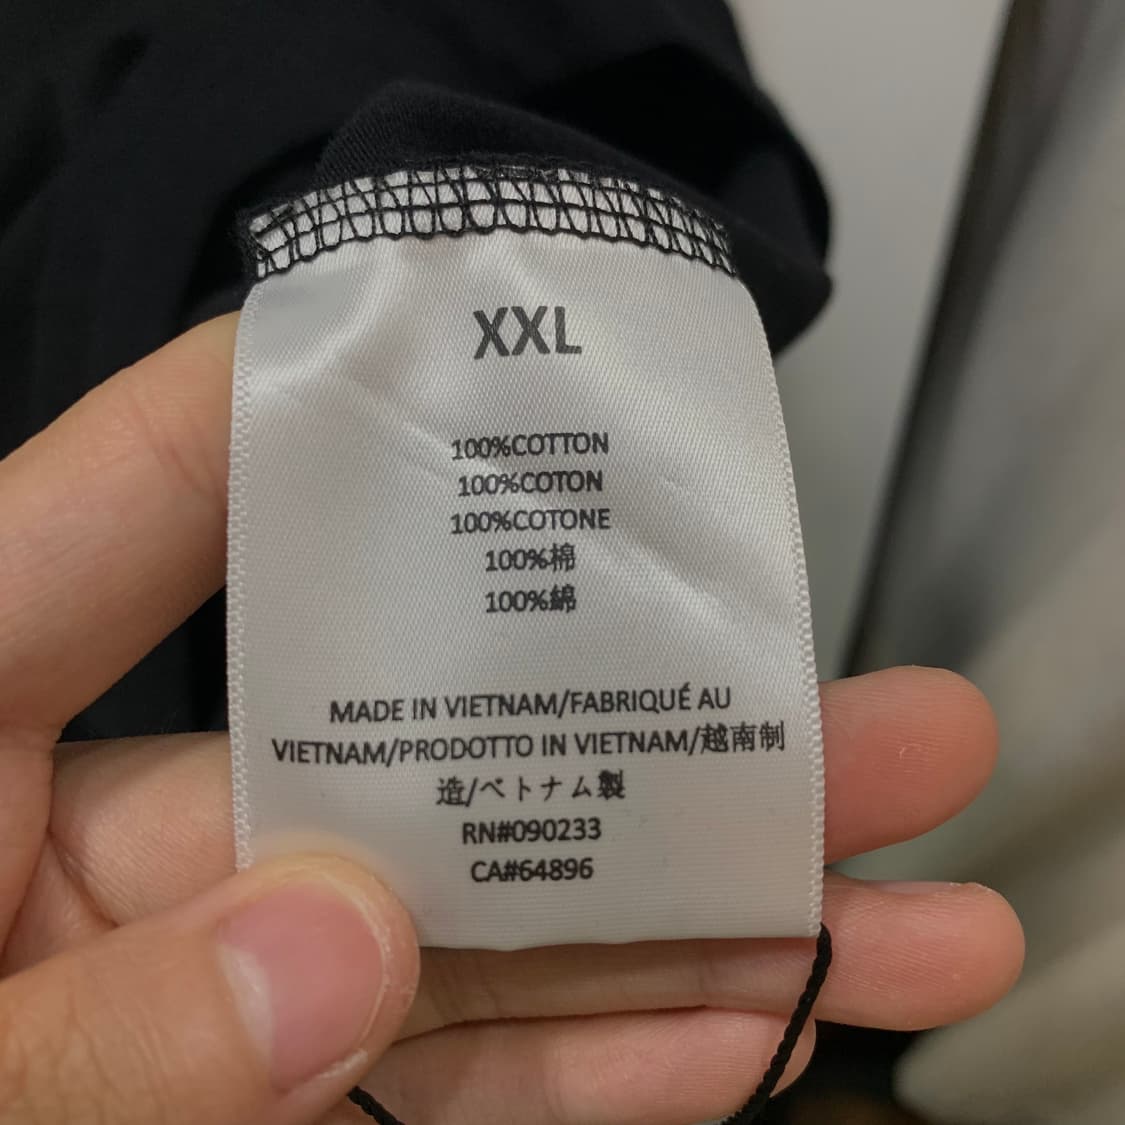 XXL
100%COTTON
100%COTON
100%COTONE
100%棉
100%綿
MADE IN VIETNAM/FABRIQUÉ AU
VIETNAM/PRODOTTO IN VIETNAM/越南制
造/ベトナム製
RN#090233
CA#64896